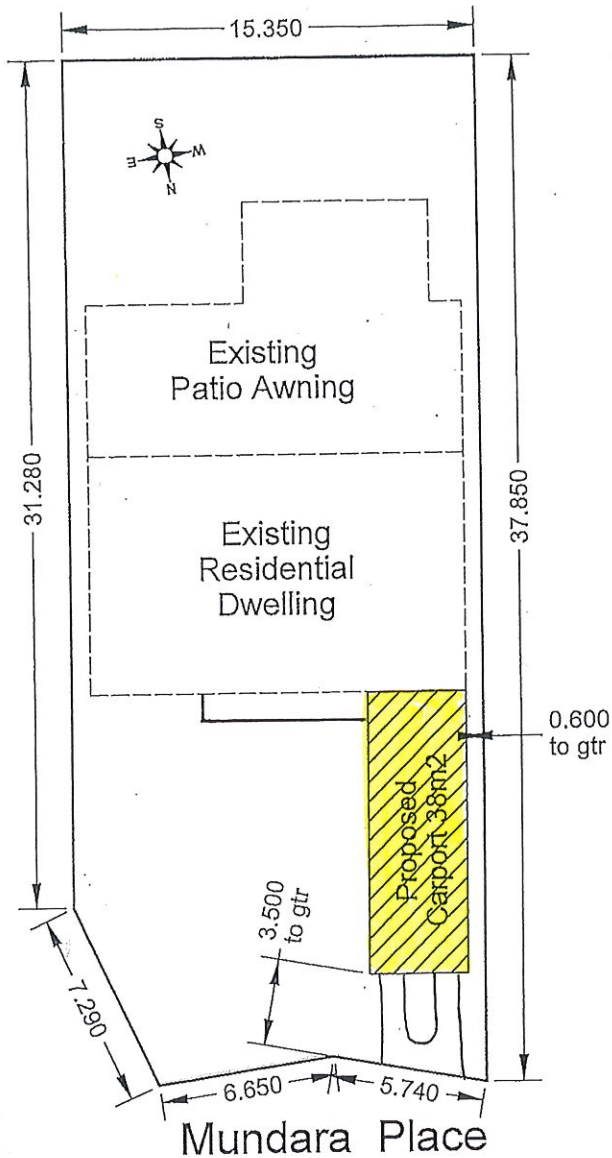 15.350
S
E
W
N
31.280
37.850
Existing
Patio Awning
Existing
Residential
Dwelling
0.600
to gtr
Proposed
Carport 38m2
3.500
to gtr
7.290
6.650
5.740
Mundara Place